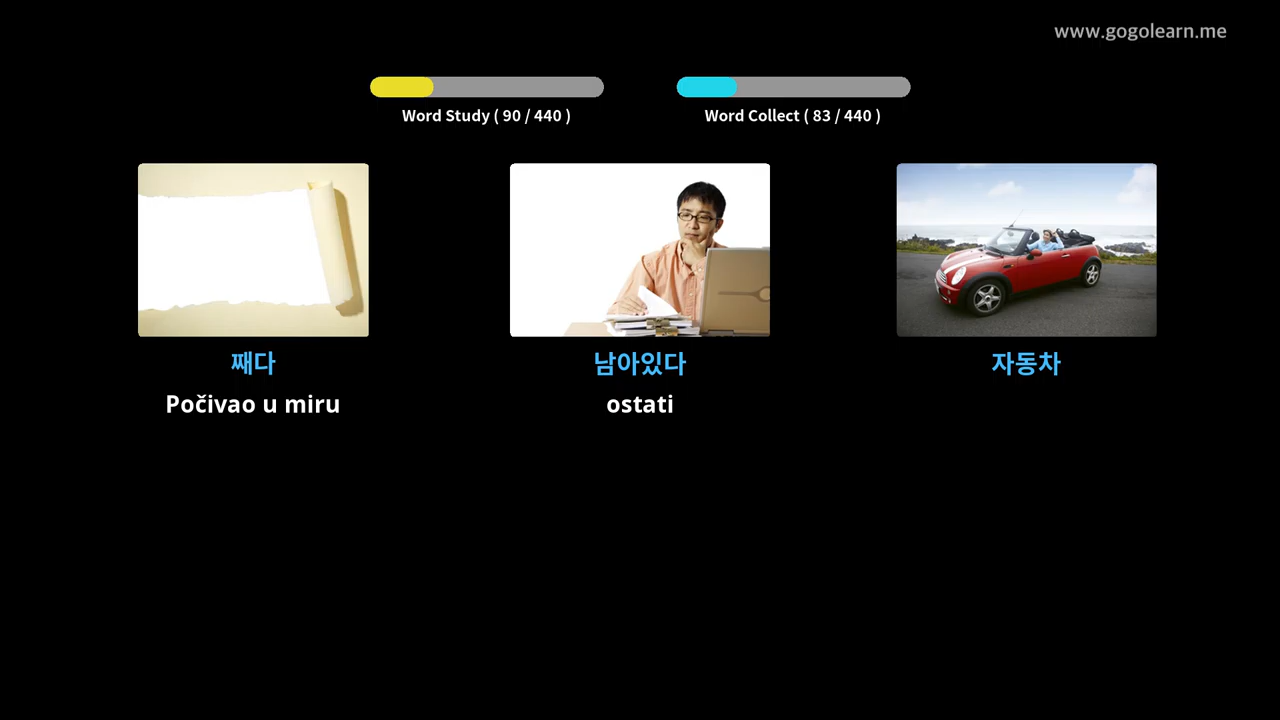 www.gogolearn.me
Word Study ( 90 / 440 )
Word Collect ( 83 / 440 )
째다
남아있다
자동차
Počivao u miru
ostati